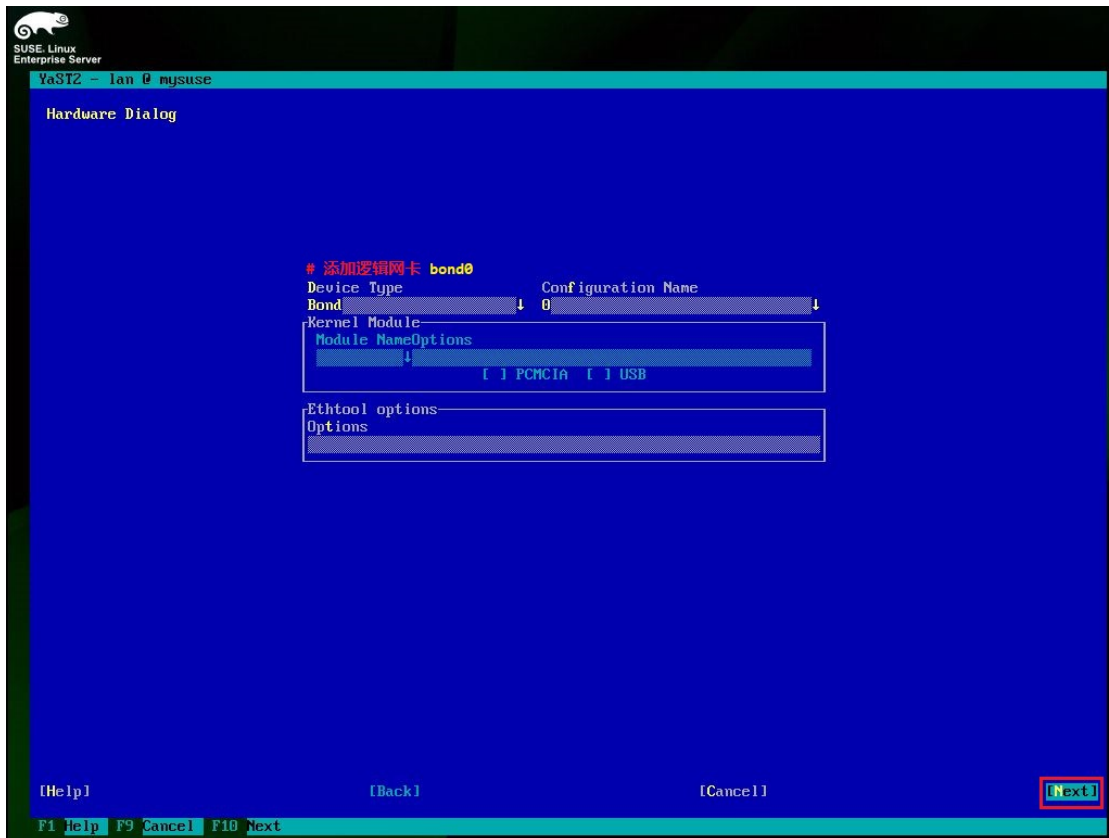 SUSE. Linux
Enterprise Server
YaST2 - lan @ mysuse
Hardware Dialog
# 添加逻辑网卡 bond0
Device Type Configuration Name
Bond ↓ 0 ↓
Kernel Module
Module NameOptions
↓
[ ] PCMCIA [ ] USB
Ethtool options
Options
[Help] [Back] [Cancel] [Next]
F1 Help F9 Cancel F10 Next